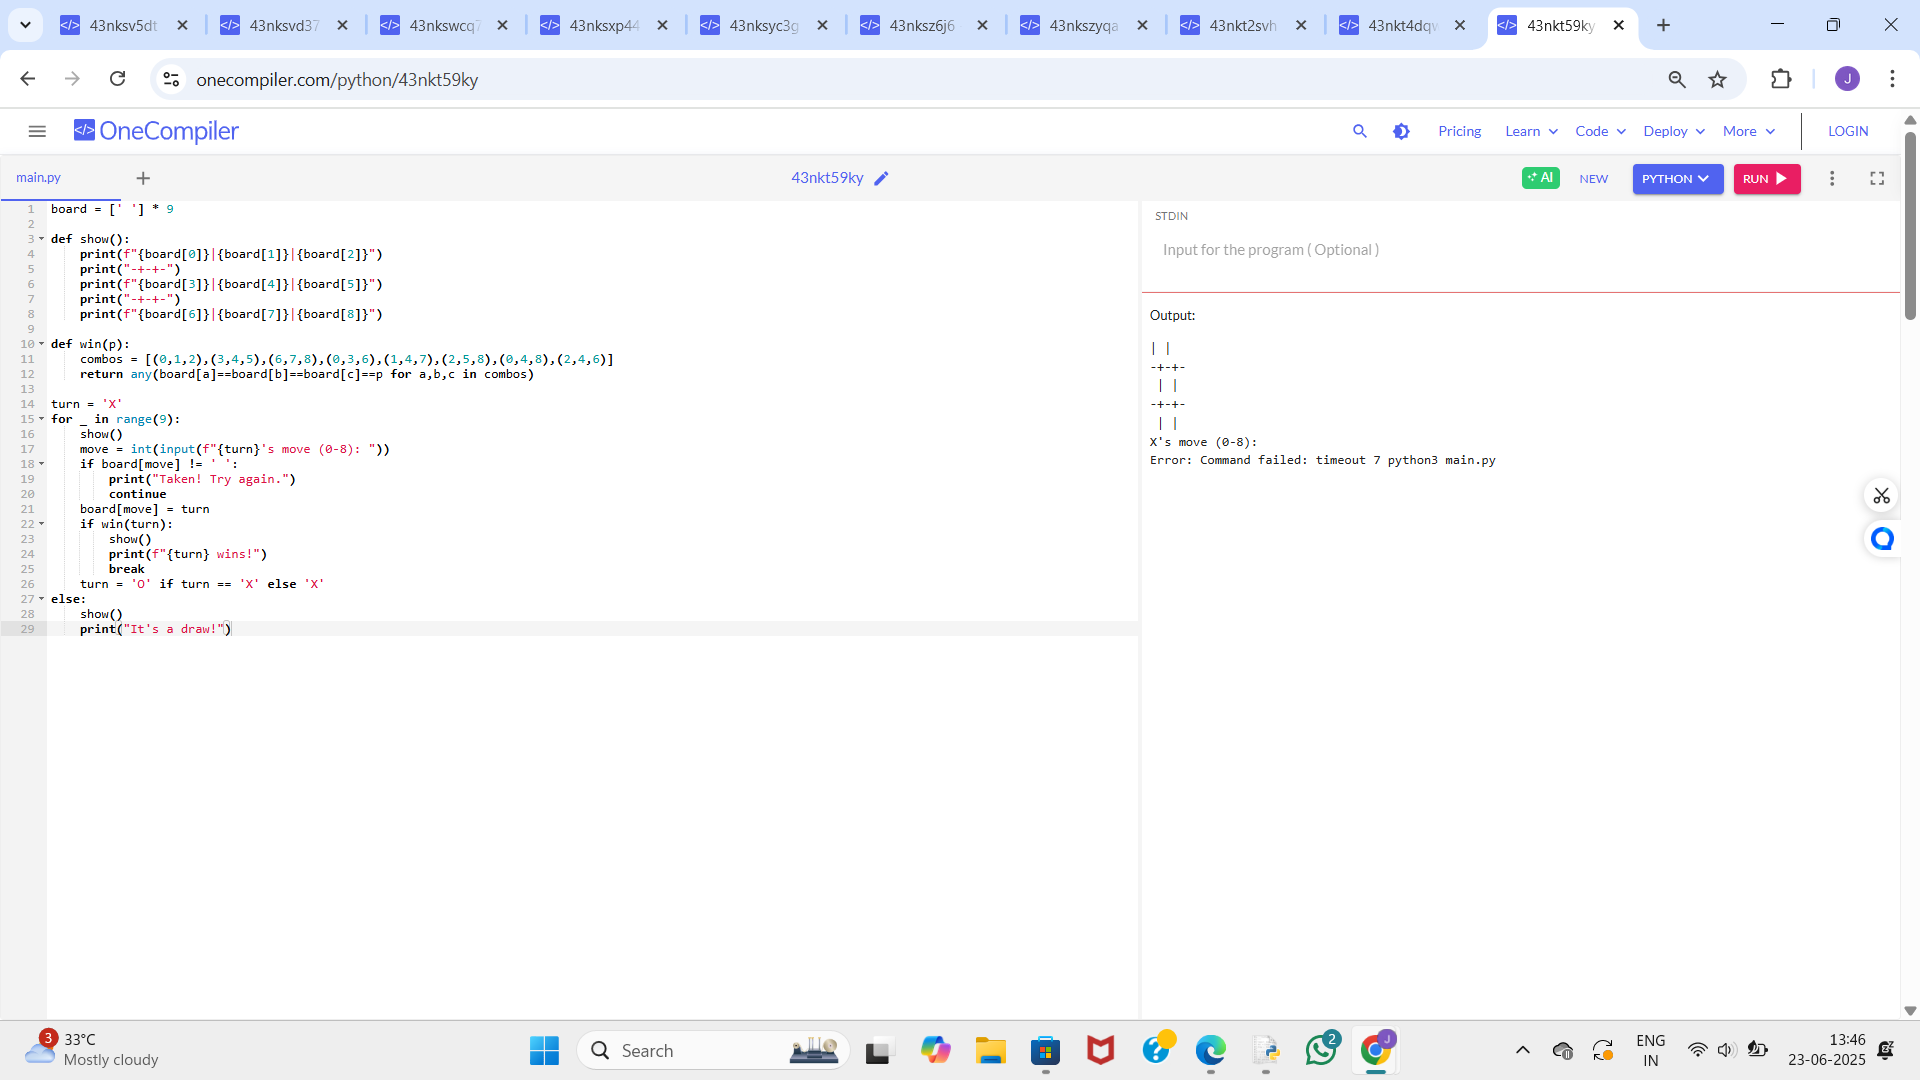 43nksv5dt
43nksvd37
43nkswcq7
43nksxp44
43nksyc3g
43nksz6j6
43nkszyqa
43nkt2svh
43nkt4dqw
43nkt59ky
onecompiler.com/python/43nkt59ky
J
</> OneCompiler
Pricing
Learn
Code
Deploy
More
LOGIN
main.py
43nkt59ky
AI
NEW
PYTHON
RUN
1 board = [' '] * 9
2
3 def show():
4     print(f"{board[0]}|{board[1]}|{board[2]}")
5     print("-+-+-")
6     print(f"{board[3]}|{board[4]}|{board[5]}")
7     print("-+-+-")
8     print(f"{board[6]}|{board[7]}|{board[8]}")
9
10 def win(p):
11     combos = [(0,1,2),(3,4,5),(6,7,8),(0,3,6),(1,4,7),(2,5,8),(0,4,8),(2,4,6)]
12     return any(board[a]==board[b]==board[c]==p for a,b,c in combos)
13
14 turn = 'X'
15 for _ in range(9):
16     show()
17     move = int(input(f"{turn}'s move (0-8): "))
18     if board[move] != ' ':
19         print("Taken! Try again.")
20         continue
21     board[move] = turn
22     if win(turn):
23         show()
24         print(f"{turn} wins!")
25         break
26     turn = 'O' if turn == 'X' else 'X'
27 else:
28     show()
29     print("It's a draw!")
STDIN
Input for the program ( Optional )
Output:
| |
-+-+-
 | |
-+-+-
 | |
X's move (0-8):
Error: Command failed: timeout 7 python3 main.py
3
33°C
Mostly cloudy
Search
2
J
ENG
IN
13:46
23-06-2025